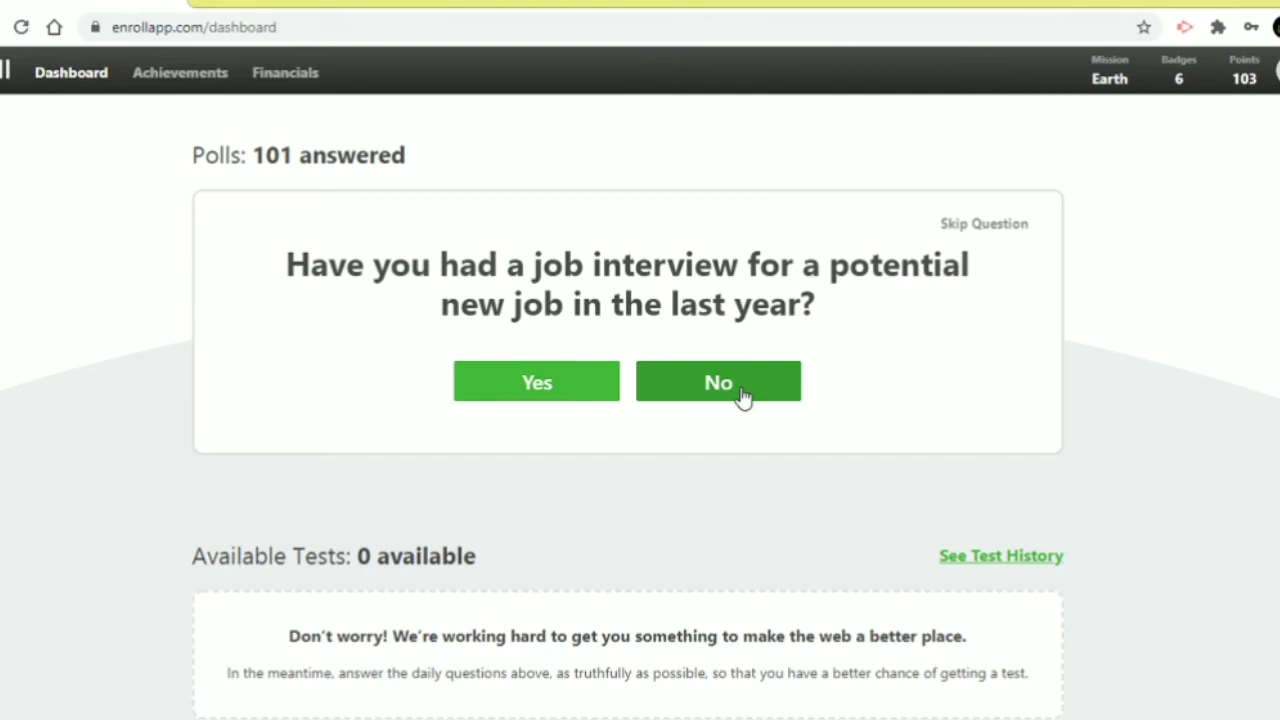 enrollapp.com/dashboard
Dashboard Achievements Financials
Mission Badges Points
Earth 6 103
Polls: 101 answered
Skip Question
Have you had a job interview for a potential
new job in the last year?
Yes No
Available Tests: 0 available
See Test History
Don't worry! We're working hard to get you something to make the web a better place.
In the meantime, answer the daily questions above, as truthfully as possible, so that you have a better chance of getting a test.